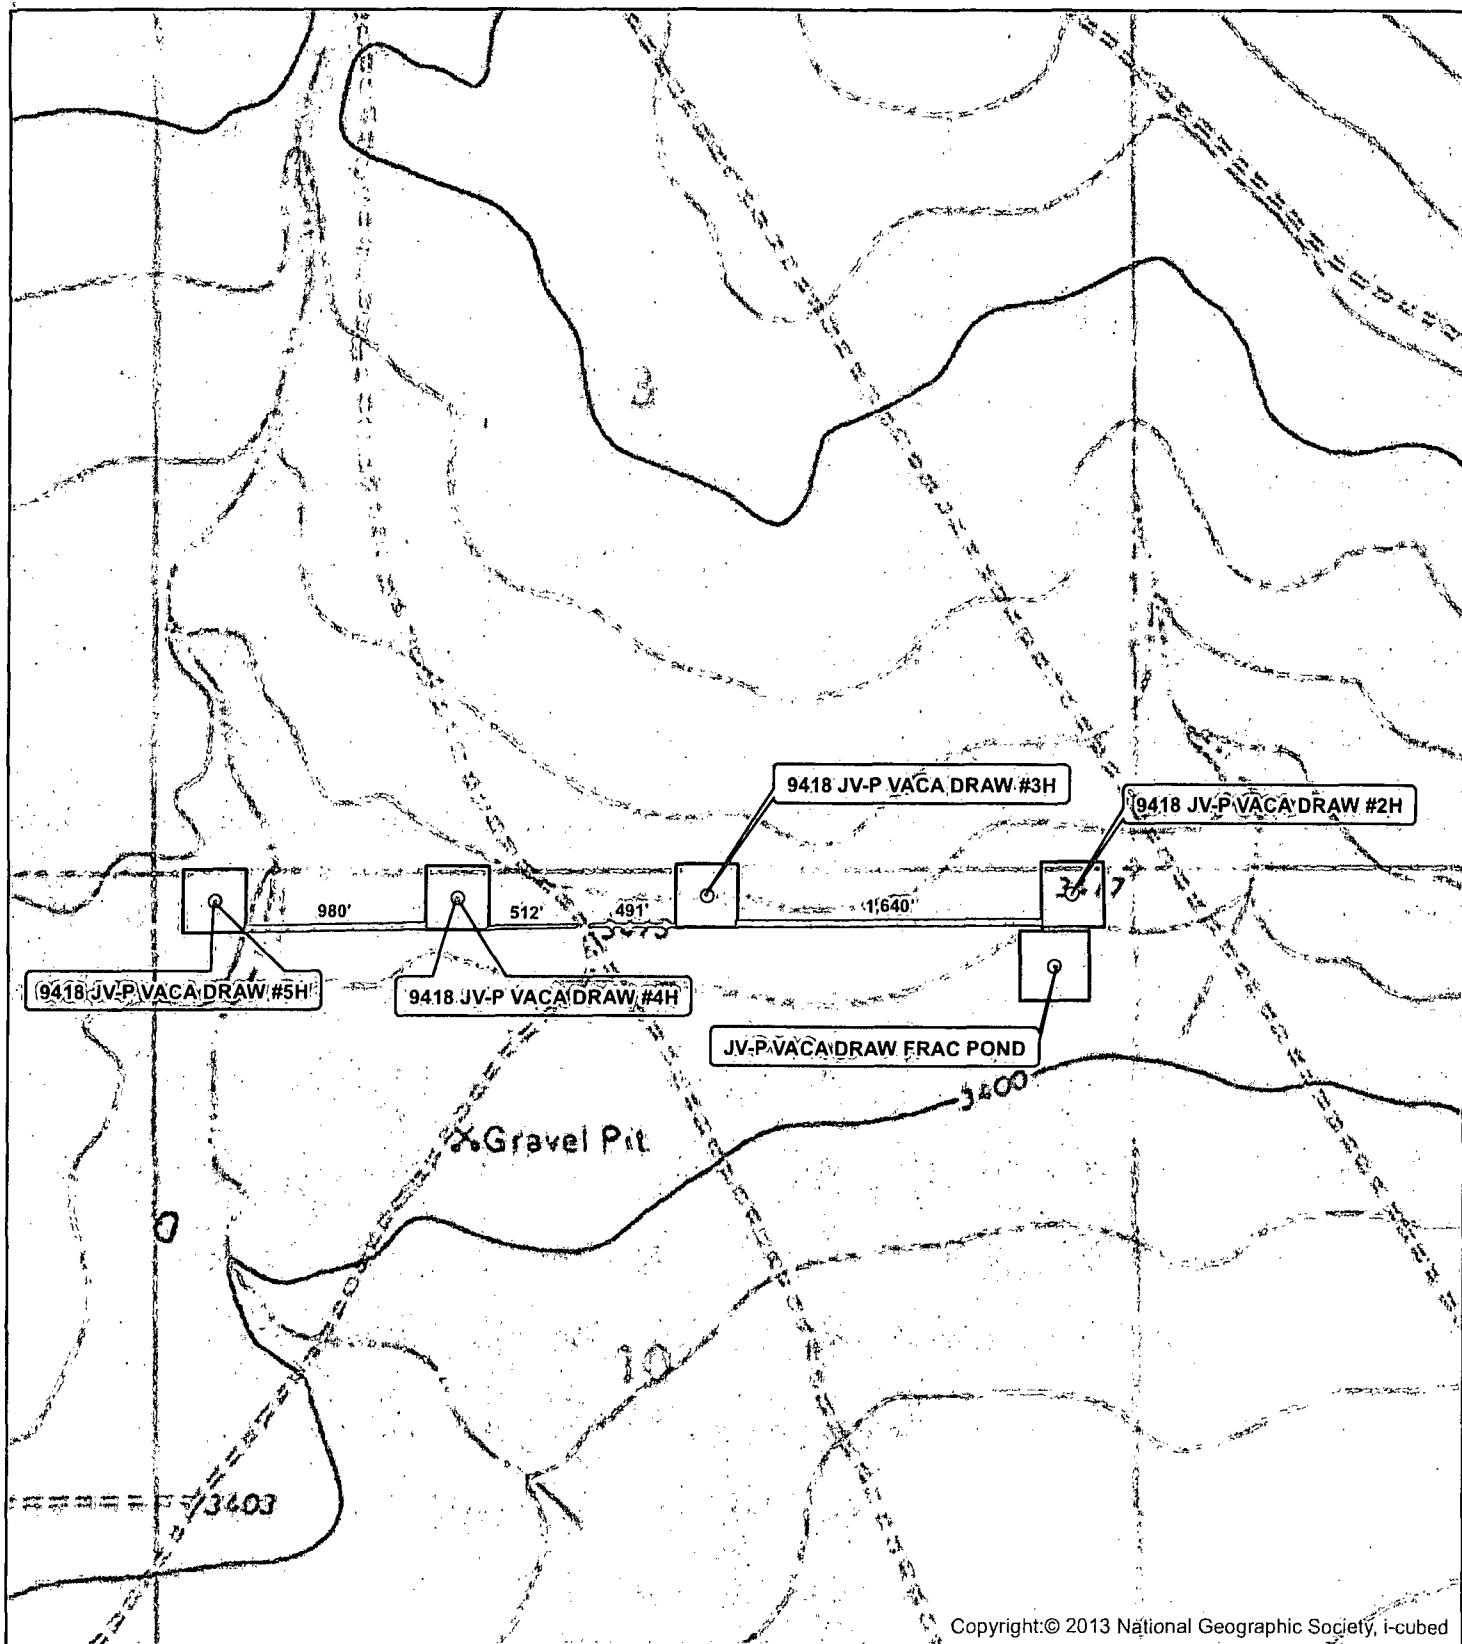 3
9418 JV-P VACA DRAW #3H
9418 JV-P VACA DRAW #2H
980'
512'
491'
1,640'
9418 JV-P VACA DRAW #5H
9418 JV-P VACA DRAW #4H
JV-P VACA DRAW FRAC POND
3400
Gravel Pit
0
10
3403
Copyright:© 2013 National Geographic Society, i-cubed